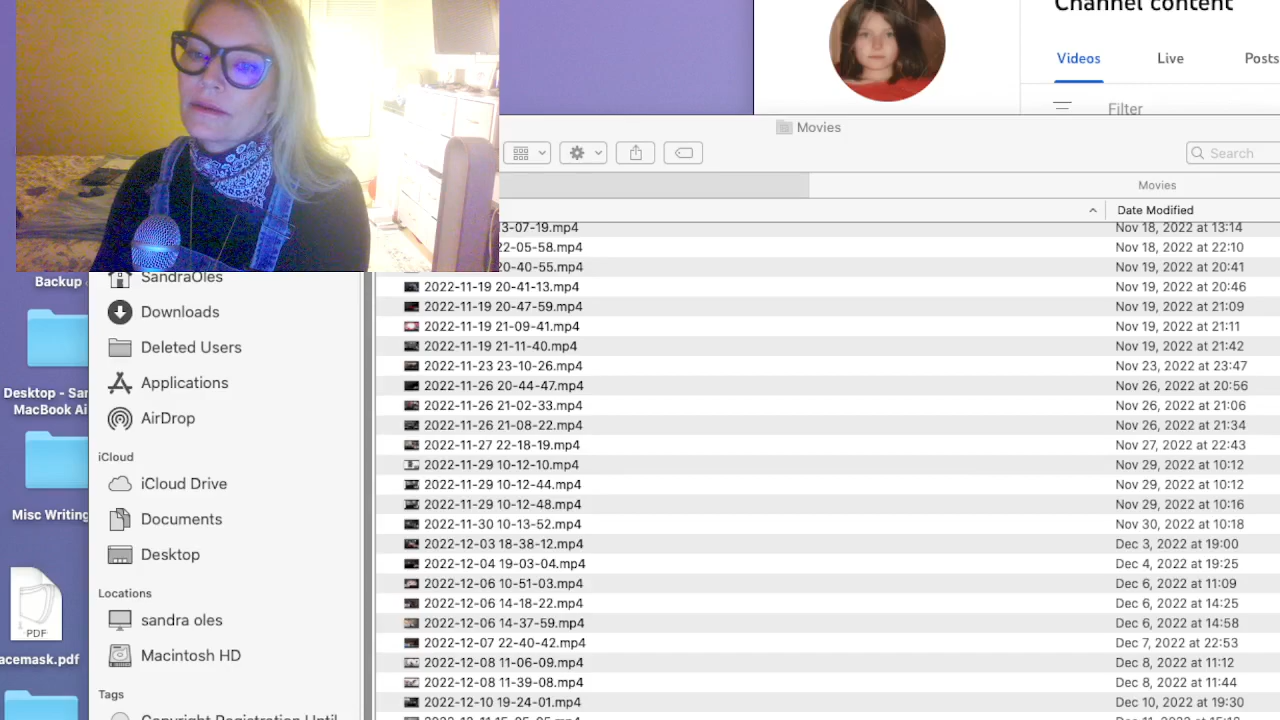 Channel content
Videos
Live
Posts
Filter
Movies
Search
Movies
Date Modified
3-07-19.mp4 Nov 18, 2022 at 13:14
22-05-58.mp4 Nov 18, 2022 at 22:10
20-40-55.mp4 Nov 19, 2022 at 20:41
2022-11-19 20-41-13.mp4 Nov 19, 2022 at 20:46
2022-11-19 20-47-59.mp4 Nov 19, 2022 at 21:09
2022-11-19 21-09-41.mp4 Nov 19, 2022 at 21:11
2022-11-19 21-11-40.mp4 Nov 19, 2022 at 21:42
2022-11-23 23-10-26.mp4 Nov 23, 2022 at 23:47
2022-11-26 20-44-47.mp4 Nov 26, 2022 at 20:56
2022-11-26 21-02-33.mp4 Nov 26, 2022 at 21:06
2022-11-26 21-08-22.mp4 Nov 26, 2022 at 21:34
2022-11-27 22-18-19.mp4 Nov 27, 2022 at 22:43
2022-11-29 10-12-10.mp4 Nov 29, 2022 at 10:12
2022-11-29 10-12-44.mp4 Nov 29, 2022 at 10:12
2022-11-29 10-12-48.mp4 Nov 29, 2022 at 10:16
2022-11-30 10-13-52.mp4 Nov 30, 2022 at 10:18
2022-12-03 18-38-12.mp4 Dec 3, 2022 at 19:00
2022-12-04 19-03-04.mp4 Dec 4, 2022 at 19:25
2022-12-06 10-51-03.mp4 Dec 6, 2022 at 11:09
2022-12-06 14-18-22.mp4 Dec 6, 2022 at 14:25
2022-12-06 14-37-59.mp4 Dec 6, 2022 at 14:58
2022-12-07 22-40-42.mp4 Dec 7, 2022 at 22:53
2022-12-08 11-06-09.mp4 Dec 8, 2022 at 11:12
2022-12-08 11-39-08.mp4 Dec 8, 2022 at 11:44
2022-12-10 19-24-01.mp4 Dec 10, 2022 at 19:30
SandraOles
Downloads
Deleted Users
Applications
AirDrop
iCloud
iCloud Drive
Documents
Desktop
Locations
sandra oles
Macintosh HD
Tags
Copyright Registration Until
Backup
Desktop - San
MacBook Ai
Misc Writing
PDF
acemask.pdf